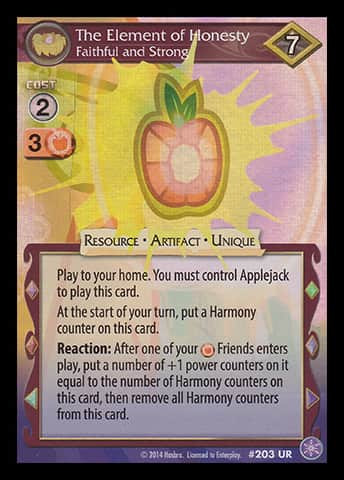 The Element of Honesty
Faithful and Strong
7
COST
2
3
RESOURCE • ARTIFACT • UNIQUE
Play to your home. You must control Applejack
to play this card.
At the start of your turn, put a Harmony
counter on this card.
Reaction: After one of your Friends enters
play, put a number of +1 power counters on it
equal to the number of Harmony counters on
this card, then remove all Harmony counters
from this card.
© 2014 Hasbro. Licensed to Enterplay. #203 UR